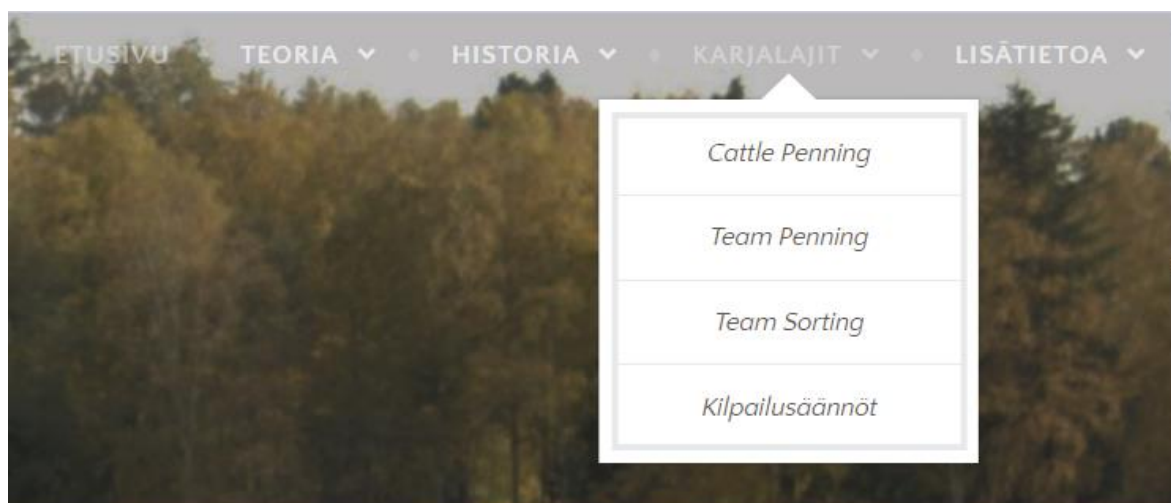 ETUSIVU TEORIA HISTORIA KARJALAJIT LISÄTIETOA
Cattle Penning
Team Penning
Team Sorting
Kilpailusäännöt